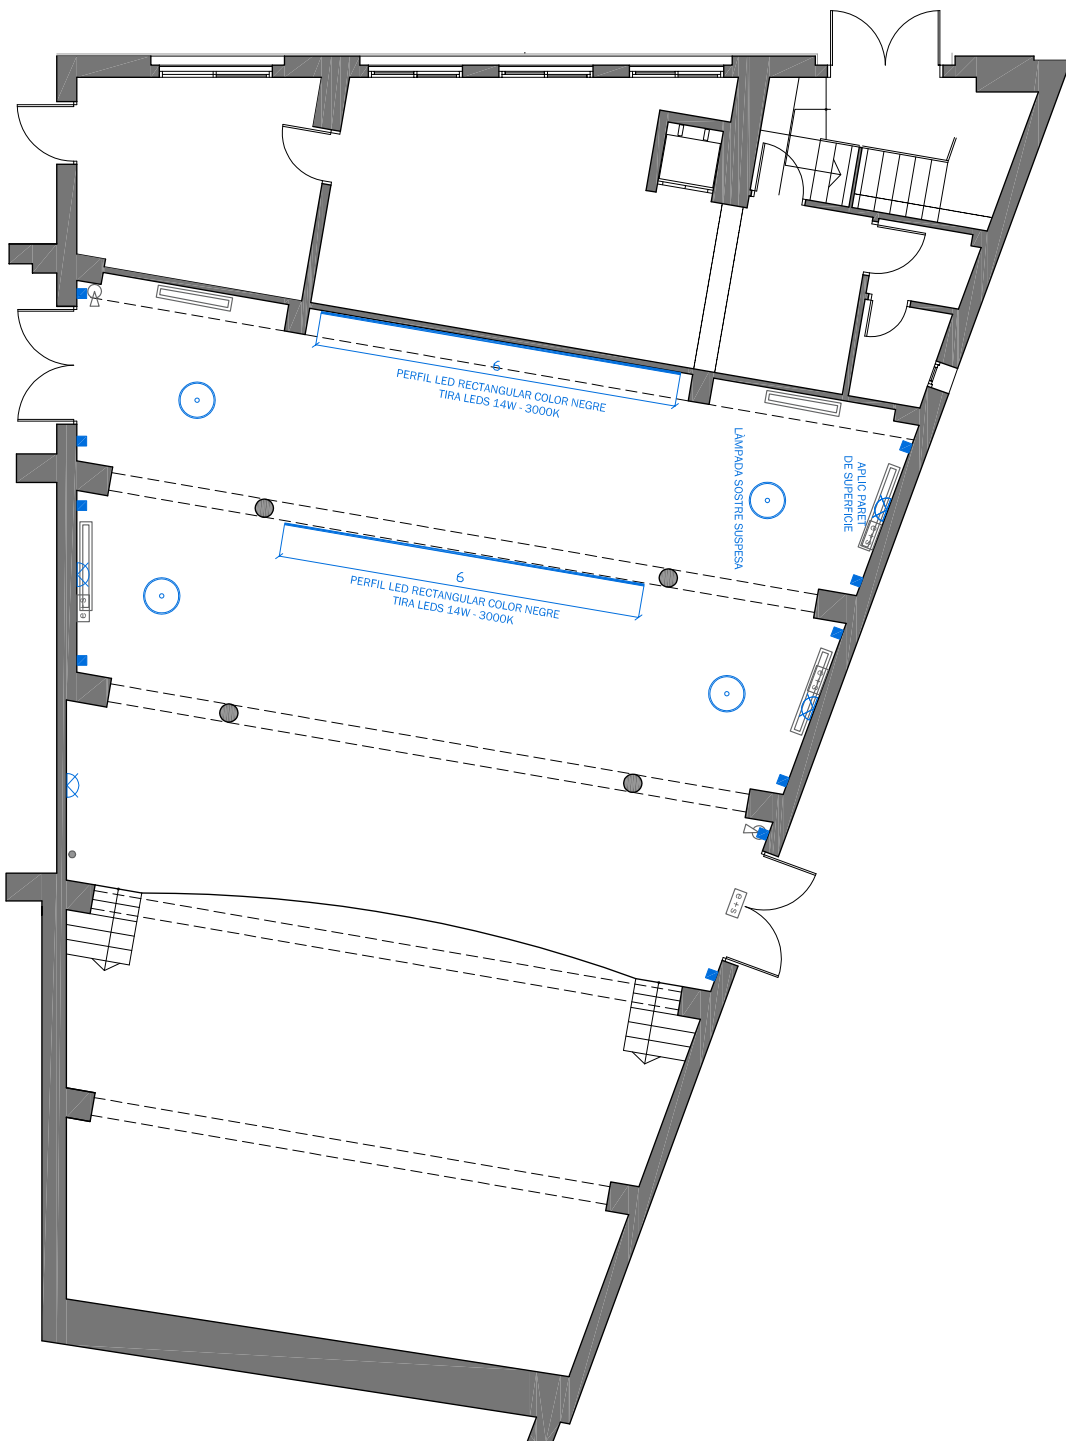 6
PERFIL LED RECTANGULAR COLOR NEGRE
TIRA LEDS 14W - 3000K
LÀMPADA SOSTRE SUSPESA
APLIC PARET
DE SUPERFICIE
e+s
6
PERFIL LED RECTANGULAR COLOR NEGRE
TIRA LEDS 14W - 3000K
e+s
e+s
e+s